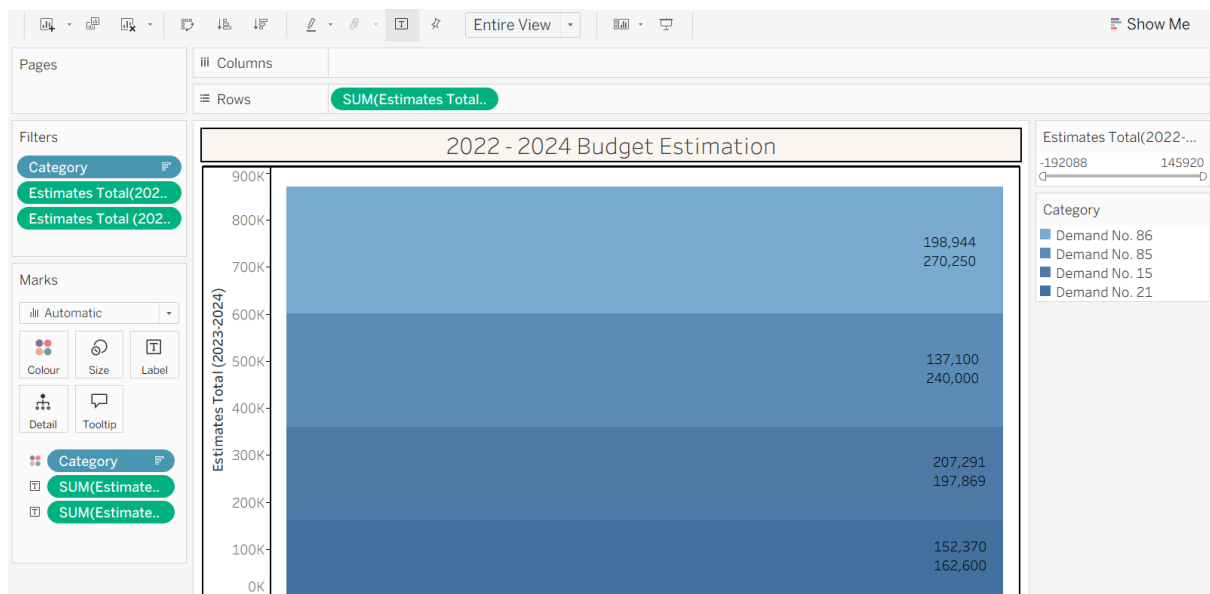 Entire View
Show Me
Pages
Columns
Rows
SUM(Estimates Total..
Filters
Category
Estimates Total(202..
Estimates Total (202..
Marks
Automatic
Colour
Size
Label
Detail
Tooltip
Category
SUM(Estimate..
SUM(Estimate..
2022 - 2024 Budget Estimation
Estimates Total (2023-2024)
900K
800K
700K
600K
500K
400K
300K
200K
100K
0K
198,944
270,250
137,100
240,000
207,291
197,869
152,370
162,600
Estimates Total(2022-...
-192088 145920
Category
Demand No. 86
Demand No. 85
Demand No. 15
Demand No. 21